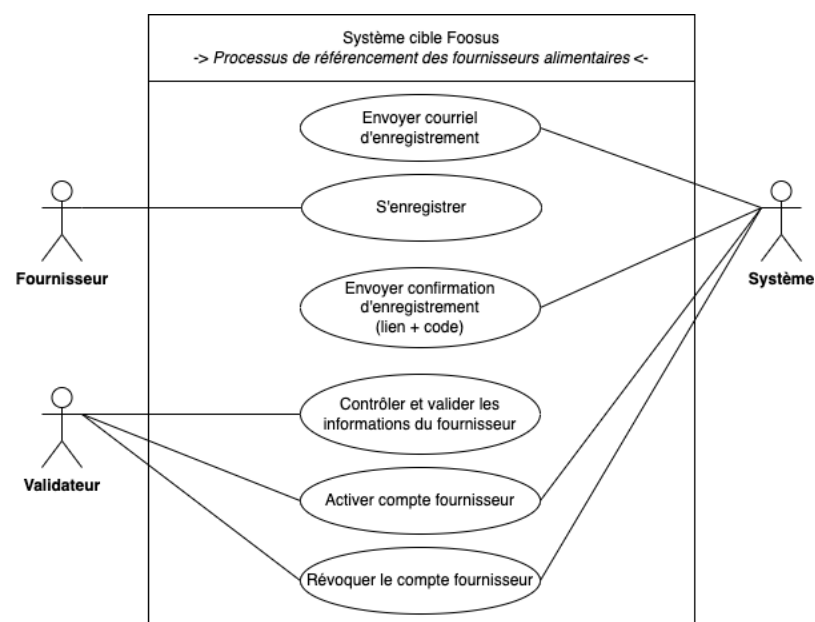 Système cible Foosus
-> Processus de référencement des fournisseurs alimentaires <-
Envoyer courriel
d'enregistrement
S'enregistrer
Fournisseur
Système
Envoyer confirmation
d'enregistrement
(lien + code)
Contrôler et valider les
informations du fournisseur
Validateur
Activer compte fournisseur
Révoquer le compte fournisseur